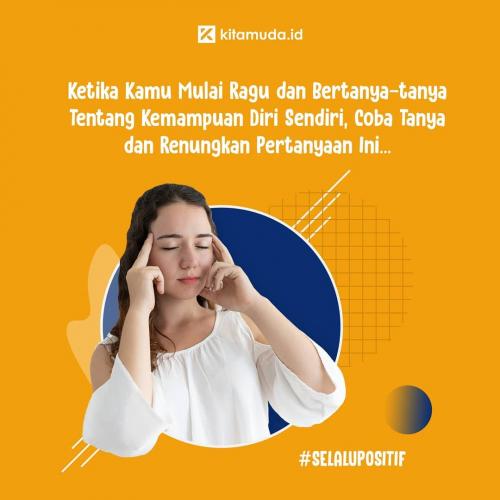 kitamuda.id
Ketika Kamu Mulai Ragu dan Bertanya-tanya
Tentang Kemampuan Diri Sendiri, Coba Tanya
dan Renungkan Pertanyaan Ini...
#SELALUPOSITIF